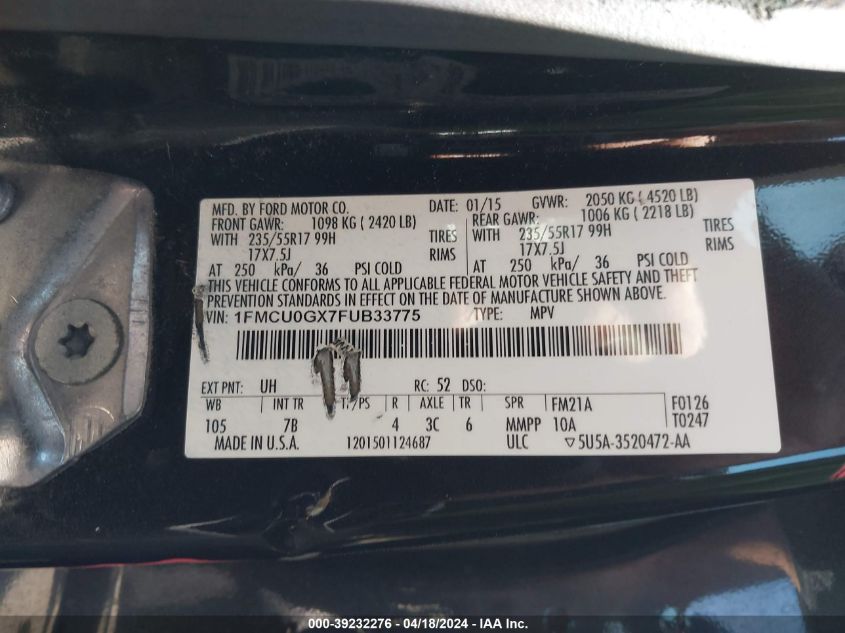 MFD. BY FORD MOTOR CO. DATE: 01/15 GVWR: 2050 KG ( 4520 LB)
FRONT GAWR: 1098 KG ( 2420 LB) REAR GAWR: 1006 KG ( 2218 LB)
WITH 235/55R17 99H TIRES WITH 235/55R17 99H TIRES
17X7.5J RIMS 17X7.5J RIMS
AT 250 kPa/ 36 PSI COLD AT 250 kPa/ 36 PSI COLD
THIS VEHICLE CONFORMS TO ALL APPLICABLE FEDERAL MOTOR VEHICLE SAFETY AND THEFT
PREVENTION STANDARDS IN EFFECT ON THE DATE OF MANUFACTURE SHOWN ABOVE.
VIN: 1FMCU0GX7FUB33775 TYPE: MPV
EXT PNT: UH RC: 52 DSO:
WB INT TR TP/PS R AXLE TR SPR FM21A F0126
105 7B 4 3C 6 MMPP 10A T0247
MADE IN U.S.A. 1201501124687 ULC ▽5U5A-3520472-AA
000-39232276 - 04/18/2024 - IAA Inc.